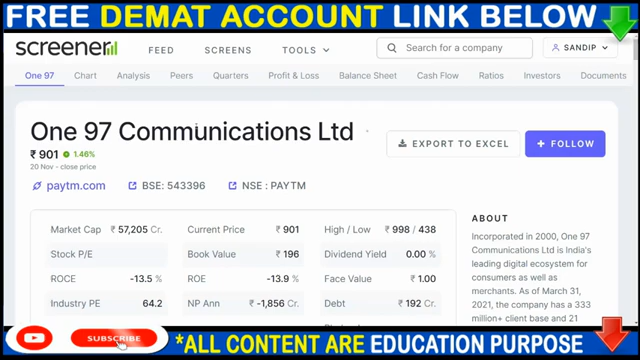 FREE DEMAT ACCOUNT LINK BELOW
screener
FEED SCREENS TOOLS
Search for a company
SANDIP
One 97 Chart Analysis Peers Quarters Profit & Loss Balance Sheet Cash Flow Ratios Investors Documents
One 97 Communications Ltd
₹ 901 1.46%
20 Nov - close price
EXPORT TO EXCEL
FOLLOW
paytm.com BSE: 543396 NSE : PAYTM
Market Cap ₹ 57,205 Cr. Current Price ₹ 901 High / Low ₹ 998 / 438
Stock P/E Book Value ₹ 196 Dividend Yield 0.00 %
ROCE -13.5 % ROE -13.9 % Face Value ₹ 1.00
Industry PE 64.2 NP Ann ₹ -1,856 Cr. Debt ₹ 192 Cr.
ABOUT
Incorporated in 2000, One 97
Communications Ltd is India's
leading digital ecosystem for
consumers as well as
merchants. As of March 31,
2021, the company has a 333
million+ client base and 21
SUBSCRIBE
*ALL CONTENT ARE EDUCATION PURPOSE